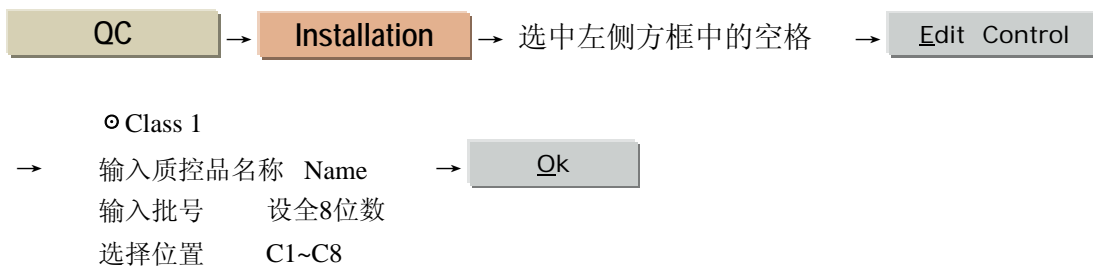 QC → Installation → 选中左侧方框中的空格 → Edit Control
⊙Class 1
→ 输入质控品名称 Name → Ok
输入批号 设全8位数
选择位置 C1~C8